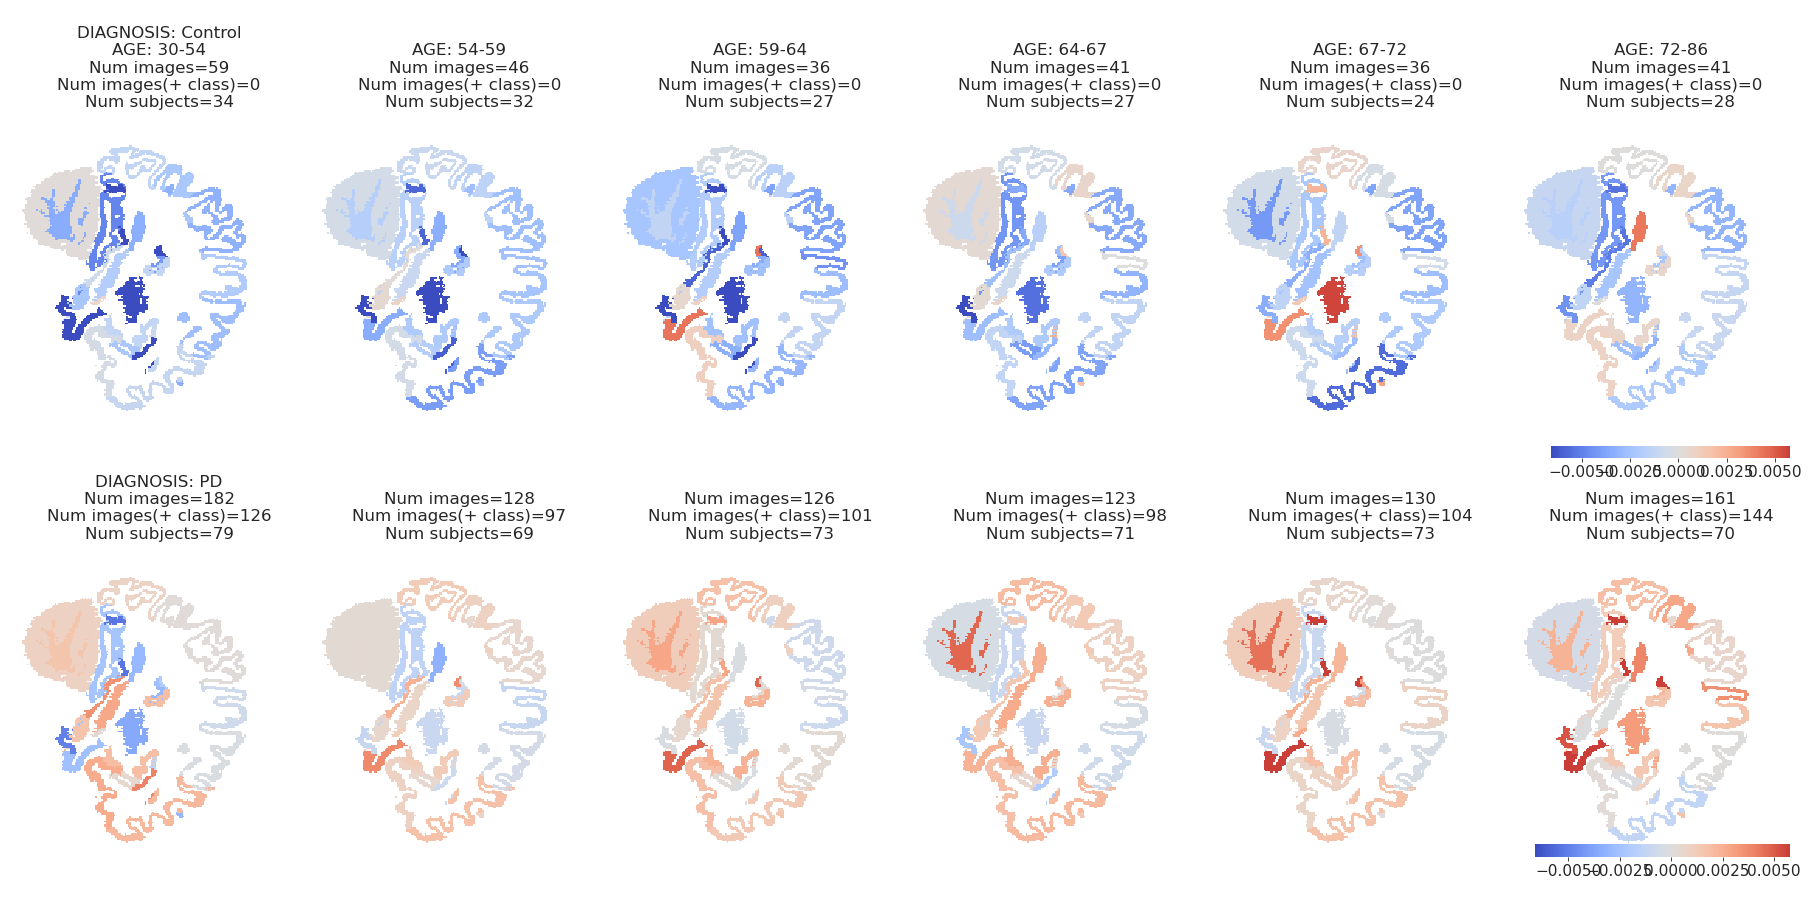 DIAGNOSIS: Control
AGE: 30-54
Num images=59
Num images(+ class)=0
Num subjects=34
AGE: 54-59
Num images=46
Num images(+ class)=0
Num subjects=32
AGE: 59-64
Num images=36
Num images(+ class)=0
Num subjects=27
AGE: 64-67
Num images=41
Num images(+ class)=0
Num subjects=27
AGE: 67-72
Num images=36
Num images(+ class)=0
Num subjects=24
AGE: 72-86
Num images=41
Num images(+ class)=0
Num subjects=28
−0.0050 −0.0025 0.0000 0.0025 0.0050
DIAGNOSIS: PD
Num images=182
Num images(+ class)=126
Num subjects=79
Num images=128
Num images(+ class)=97
Num subjects=69
Num images=126
Num images(+ class)=101
Num subjects=73
Num images=123
Num images(+ class)=98
Num subjects=71
Num images=130
Num images(+ class)=104
Num subjects=73
Num images=161
Num images(+ class)=144
Num subjects=70
−0.0050 −0.0025 0.0000 0.0025 0.0050